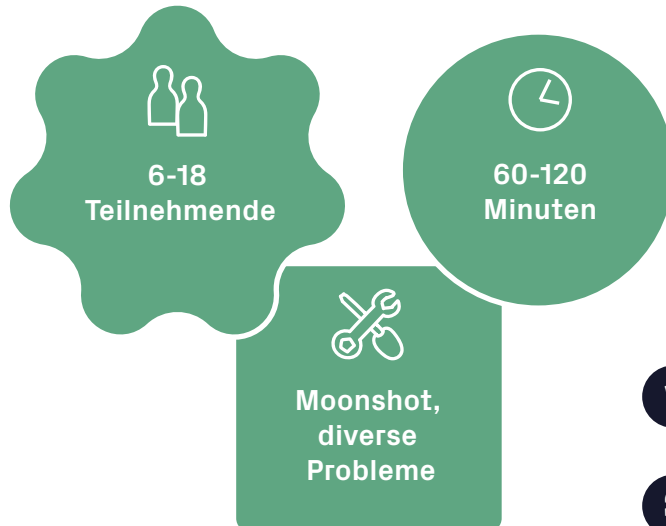 6-18
Teilnehmende
60-120
Minuten
Moonshot,
diverse
Probleme